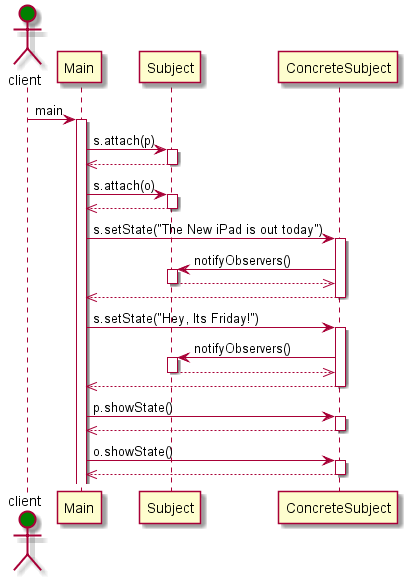 client
Main
Subject
ConcreteSubject
main
s.attach(p)
s.attach(o)
s.setState("The New iPad is out today")
notifyObservers()
s.setState("Hey, Its Friday!")
notifyObservers()
p.showState()
o.showState()
client
Main
Subject
ConcreteSubject